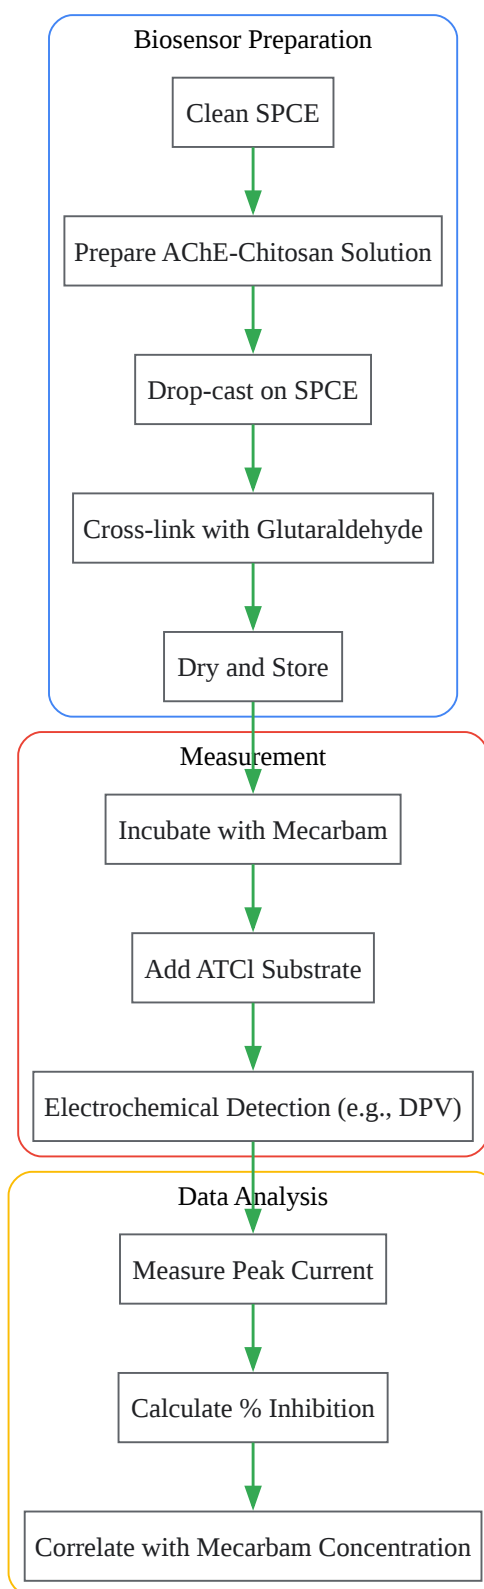 Biosensor Preparation
Clean SPCE
Prepare AChE-Chitosan Solution
Drop-cast on SPCE
Cross-link with Glutaraldehyde
Dry and Store
Measurement
Incubate with Mecarbam
Add ATCl Substrate
Electrochemical Detection (e.g., DPV)
Data Analysis
Measure Peak Current
Calculate % Inhibition
Correlate with Mecarbam Concentration